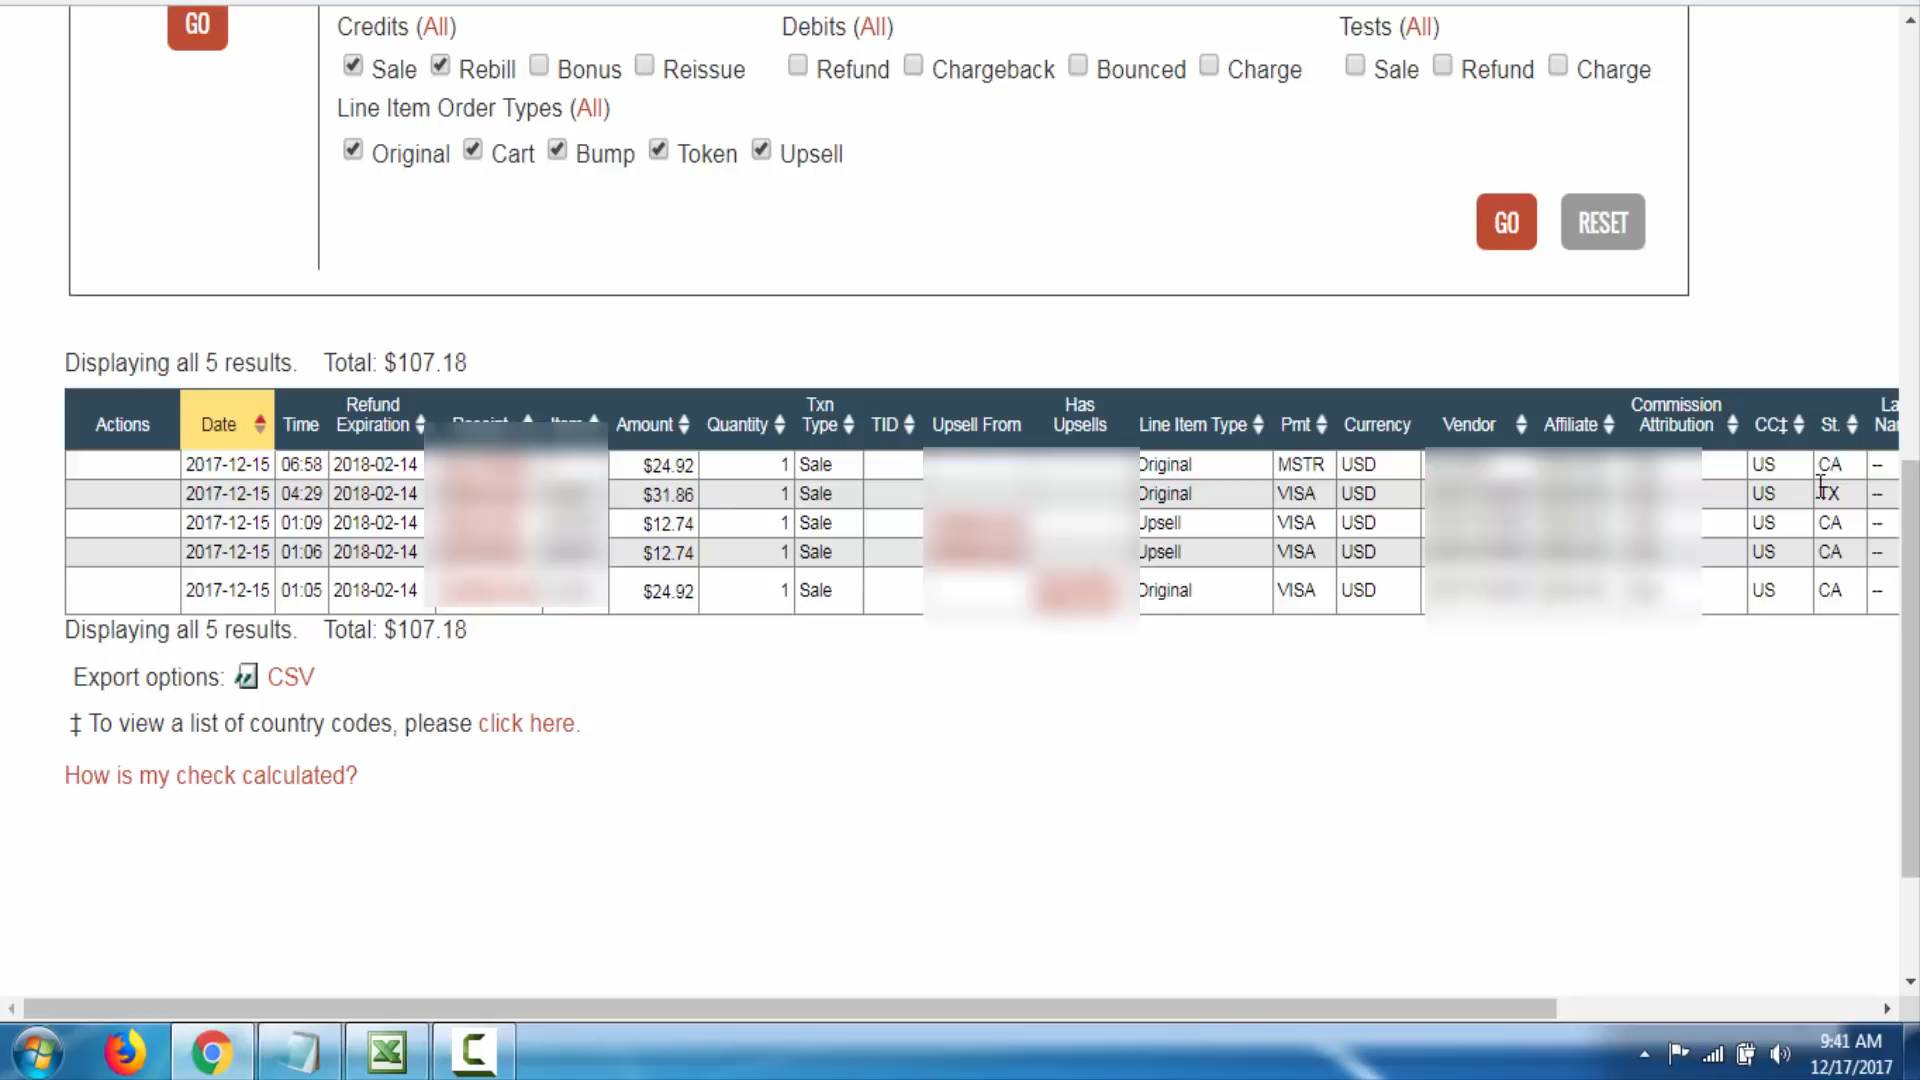 GO
Credits (All) Debits (All) Tests (All)
Sale Rebill Bonus Reissue Refund Chargeback Bounced Charge Sale Refund Charge
Line Item Order Types (All)
Original Cart Bump Token Upsell
GO RESET
Displaying all 5 results. Total: $107.18
Actions Date Time Refund Expiration Amount Quantity Txn Type TID Upsell From Has Upsells Line Item Type Pmt Currency Vendor Affiliate Commission Attribution CC‡ St.
2017-12-15 06:58 2018-02-14 $24.92 1 Sale Original MSTR USD US CA --
2017-12-15 04:29 2018-02-14 $31.86 1 Sale Original VISA USD US TX --
2017-12-15 01:09 2018-02-14 $12.74 1 Sale Upsell VISA USD US CA --
2017-12-15 01:06 2018-02-14 $12.74 1 Sale Upsell VISA USD US CA --
2017-12-15 01:05 2018-02-14 $24.92 1 Sale Original VISA USD US CA --
Displaying all 5 results. Total: $107.18
Export options: CSV
‡ To view a list of country codes, please click here.
How is my check calculated?
9:41 AM
12/17/2017